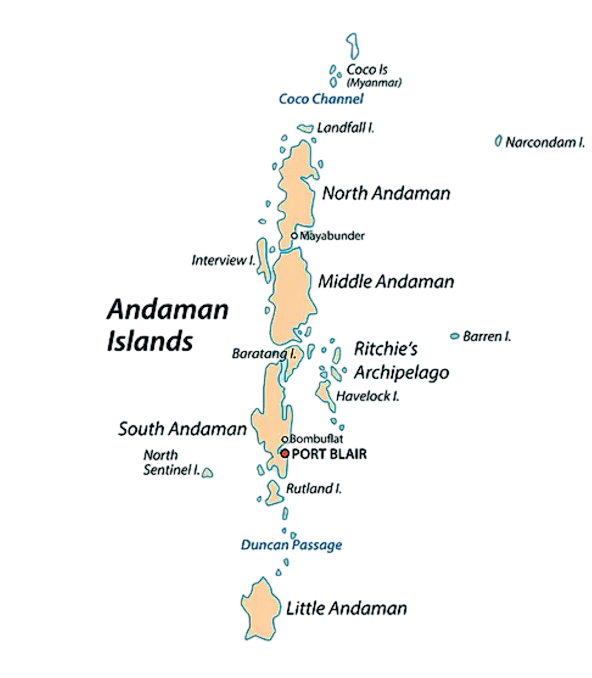 Coco Is
(Myanmar)
Coco Channel
Landfall I.
Narcondam I.
North Andaman
Mayabunder
Interview I.
Middle Andaman
Andaman
Islands
Barren I.
Baratang I.
Ritchie's
Archipelago
Havelock I.
South Andaman
Bombuflat
PORT BLAIR
North
Sentinel I.
Rutland I.
Duncan Passage
Little Andaman